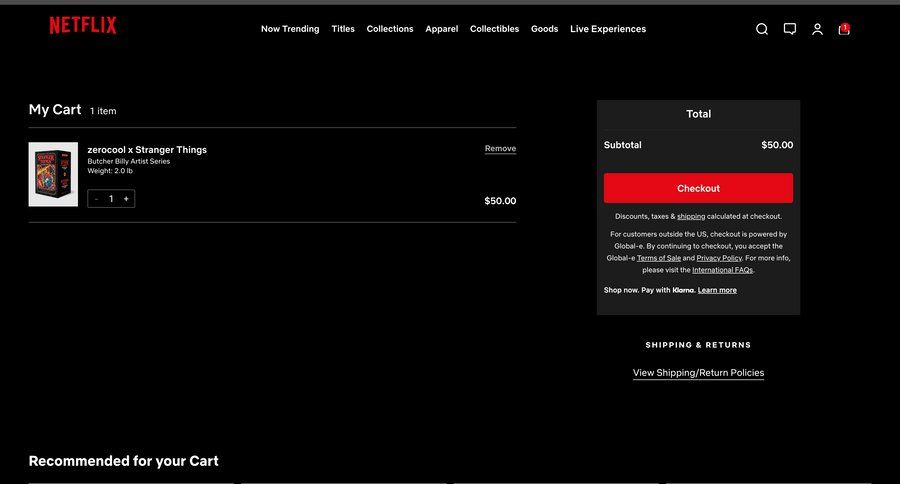 NETFLIX
Now Trending Titles Collections Apparel Collectibles Goods Live Experiences
1
My Cart 1 item
zerocool x Stranger Things
Butcher Billy Artist Series
Weight: 2.0 lb
Remove
- 1 +
$50.00
Total
Subtotal $50.00
Checkout
Discounts, taxes & shipping calculated at checkout.
For customers outside the US, checkout is powered by
Global-e. By continuing to checkout, you accept the
Global-e Terms of Sale and Privacy Policy. For more info,
please visit the International FAQs.
Shop now. Pay with Klarna. Learn more
SHIPPING & RETURNS
View Shipping/Return Policies
Recommended for your Cart